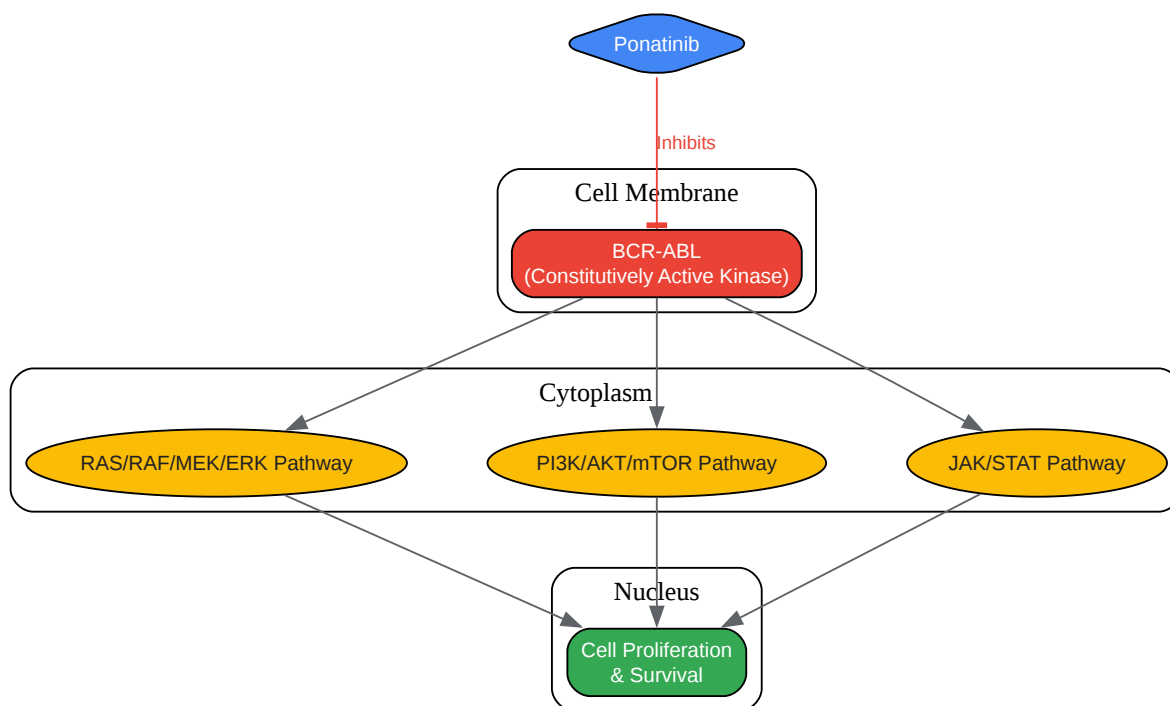 Ponatinib
Inhibits
Cell Membrane
BCR-ABL
(Constitutively Active Kinase)
Cytoplasm
RAS/RAF/MEK/ERK Pathway
PI3K/AKT/mTOR Pathway
JAK/STAT Pathway
Nucleus
Cell Proliferation
& Survival